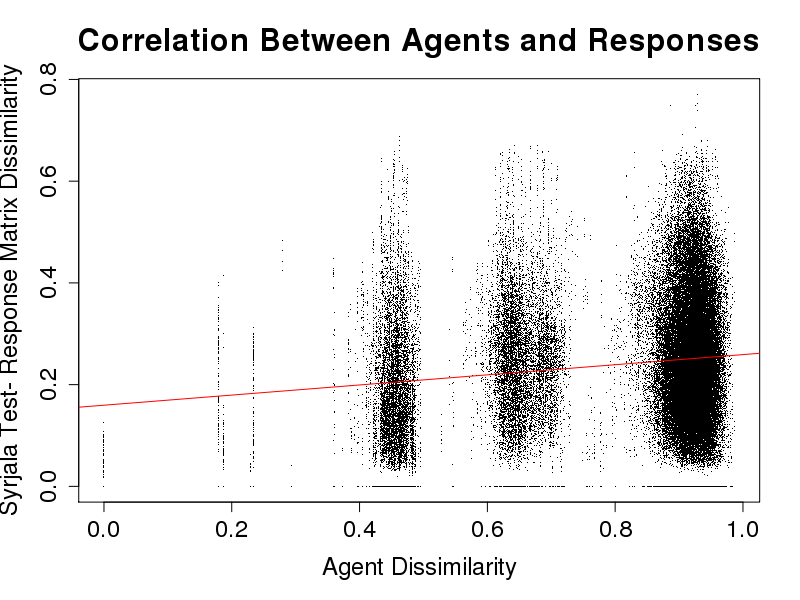 Correlation Between Agents and Responses
Syrjala Test- Response Matrix Dissimilarity
0.8
0.6
0.4
0.2
0.0
0.0 0.2 0.4 0.6 0.8 1.0
Agent Dissimilarity